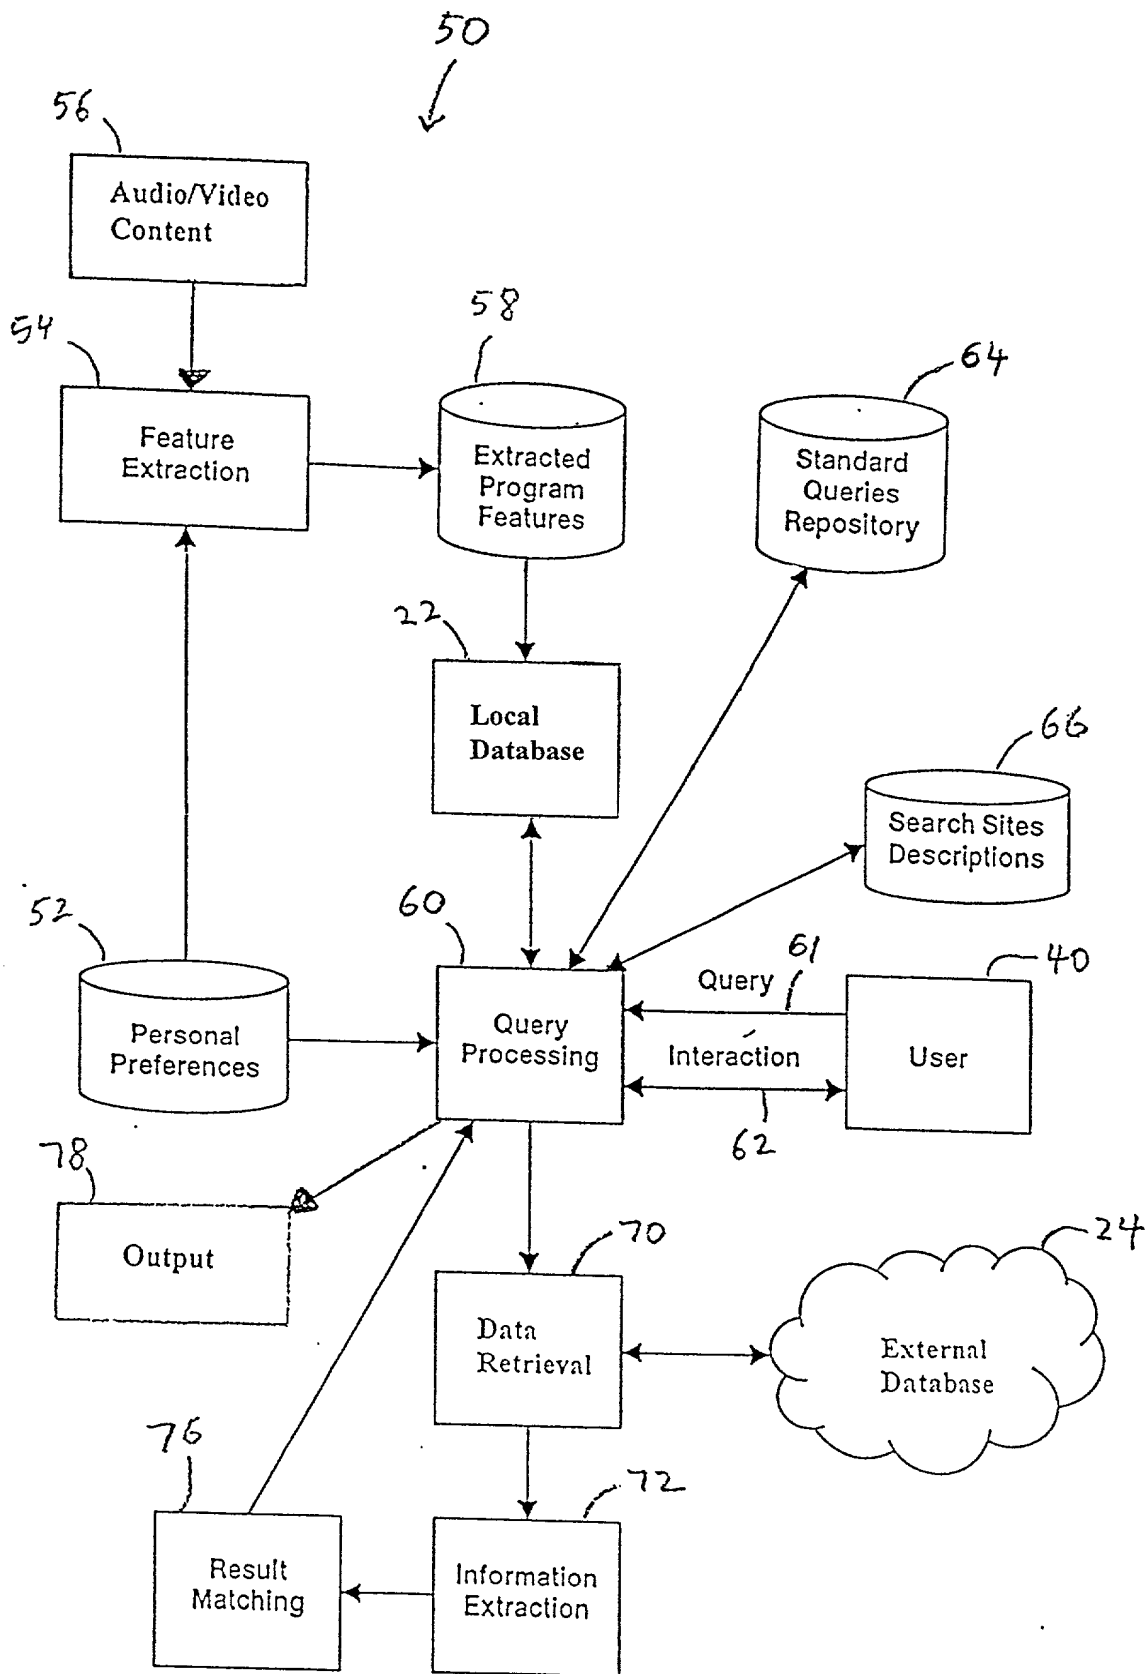 50
56
Audio/Video
Content
54
Feature
Extraction
58
Extracted
Program
Features
64
Standard
Queries
Repository
22
Local
Database
66
Search Sites
Descriptions
52
Personal
Preferences
60
Query
Processing
Query
61
Interaction
62
40
User
78
Output
70
Data
Retrieval
24
External
Database
76
Result
Matching
72
Information
Extraction